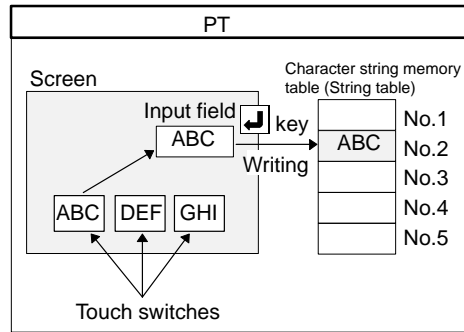 PT
Screen
Character string memory
table (String table)
Input field
↵ key
ABC
Writing
ABC
No.1
No.2
No.3
No.4
No.5
ABC DEF GHI
Touch switches